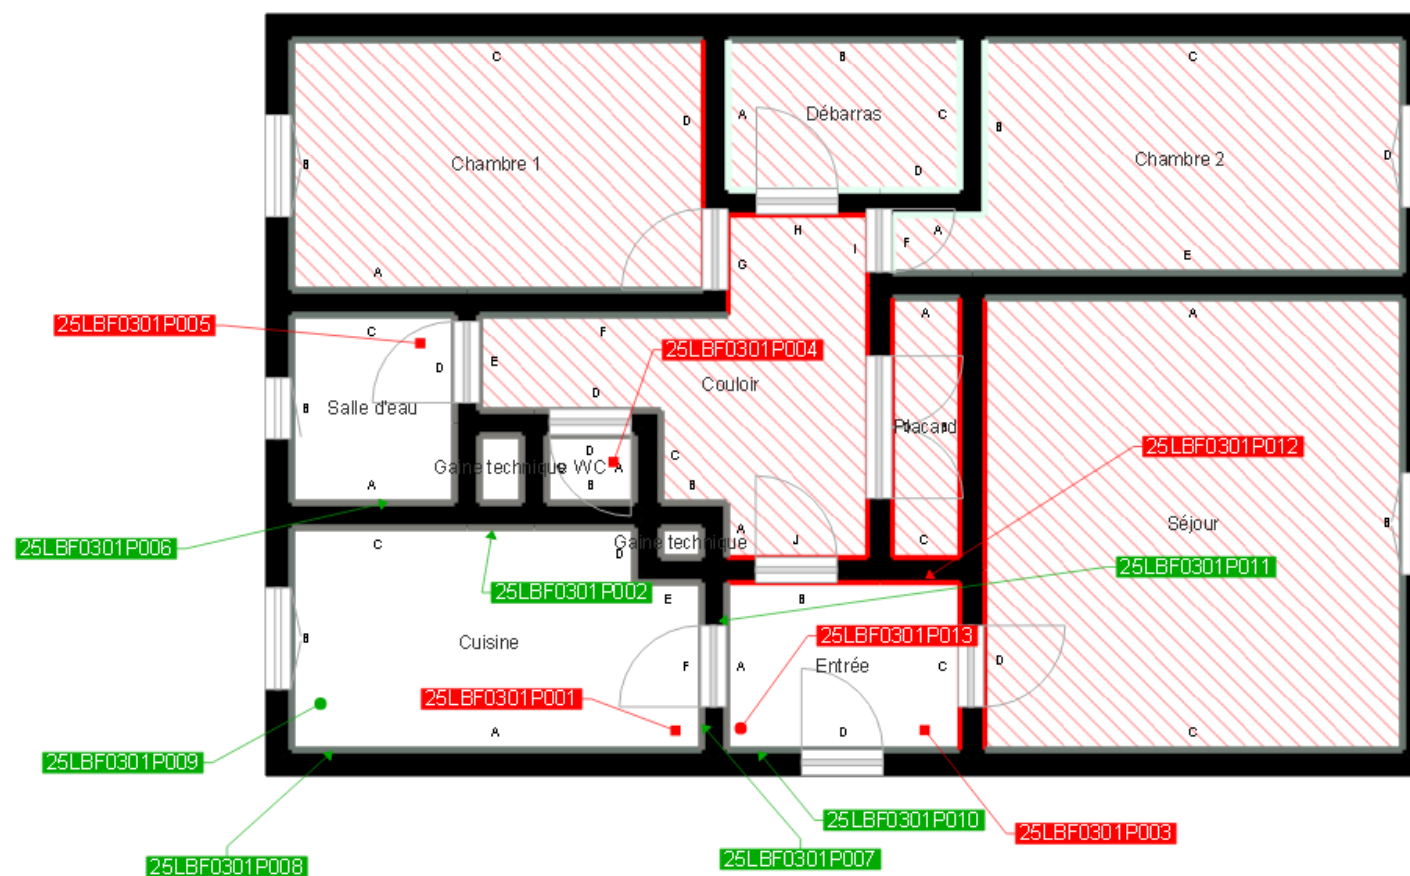 C
B
C
Débarras
A
C
D
B
D
Chambre 1
B
Chambre 2
D
D
H
A
I
F
G
E
A
25LBF0301P005
C
F
A
A
25LBF0301P004
D
E
Couloir
D
Salle d'eau
B
Placard
B
25LBF0301P012
D
C
Gaine technique
WC
A
A
B
B
Séjour
B
A
C
J
C
Gaine technique
D
25LBF0301P006
25LBF0301P011
25LBF0301P002
E
B
Cuisine
B
25LBF0301P013
F
A
Entrée
C
D
25LBF0301P001
A
D
C
25LBF0301P009
25LBF0301P010
25LBF0301P003
25LBF0301P008
25LBF0301P007